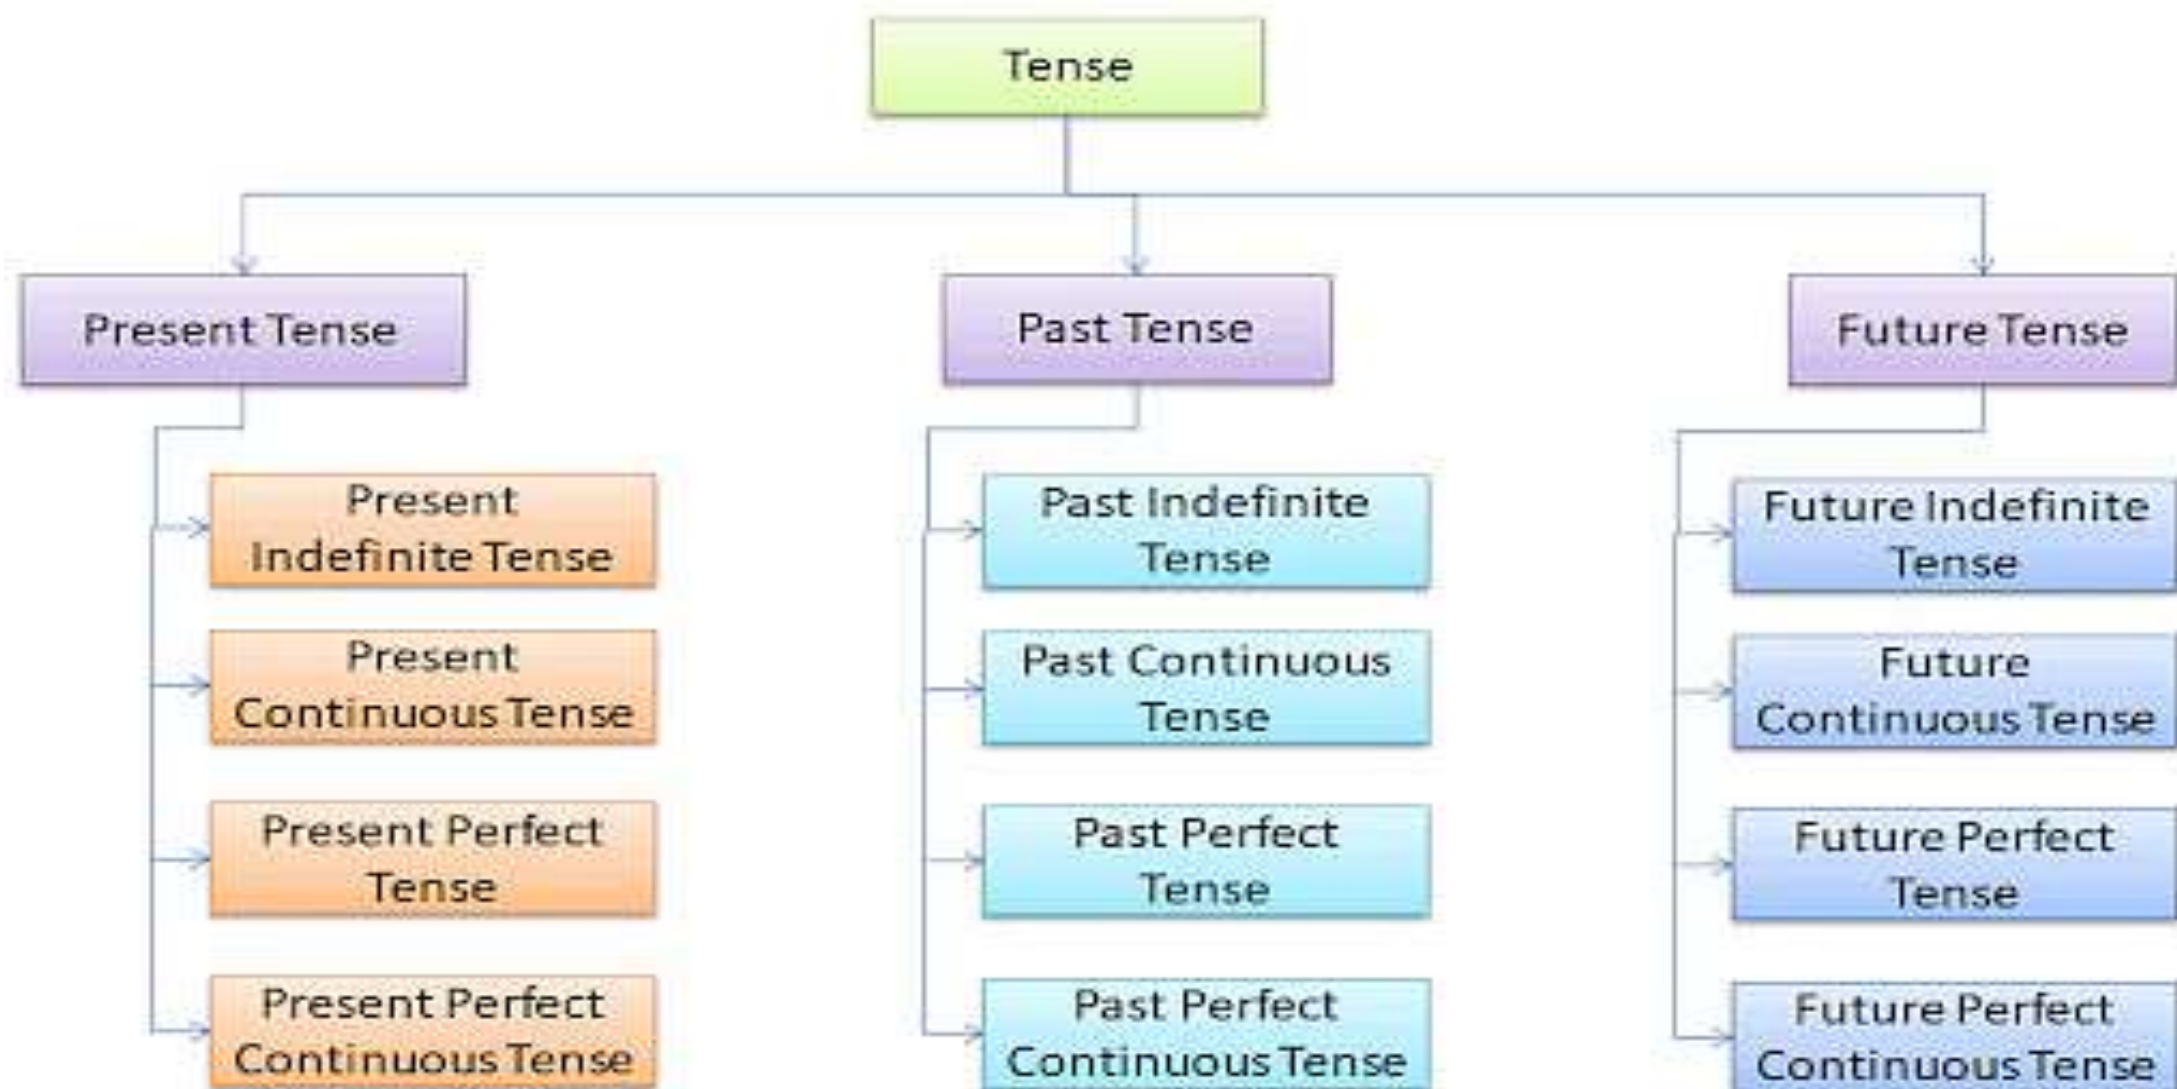 Tense
Present Tense
Past Tense
Future Tense
Present
Indefinite Tense
Present
Continuous Tense
Present Perfect
Tense
Present Perfect
Continuous Tense
Past Indefinite
Tense
Past Continuous
Tense
Past Perfect
Tense
Past Perfect
Continuous Tense
Future Indefinite
Tense
Future
Continuous Tense
Future Perfect
Tense
Future Perfect
Continuous Tense